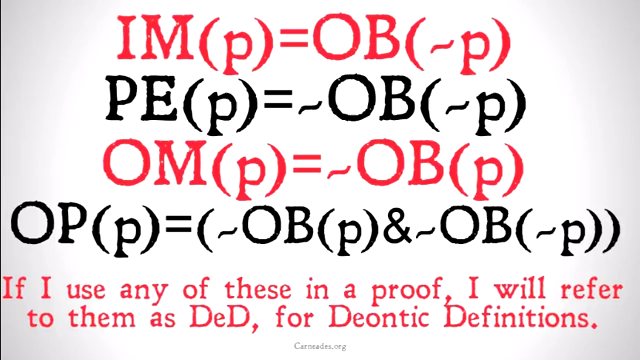 IM(p)=OB(~p)
PE(p)=~OB(~p)
OM(p)=~OB(p)
OP(p)=(~OB(p)&~OB(~p))
If I use any of these in a proof, I will refer
to them as DeD, for Deontic Definitions.
Carneades.org